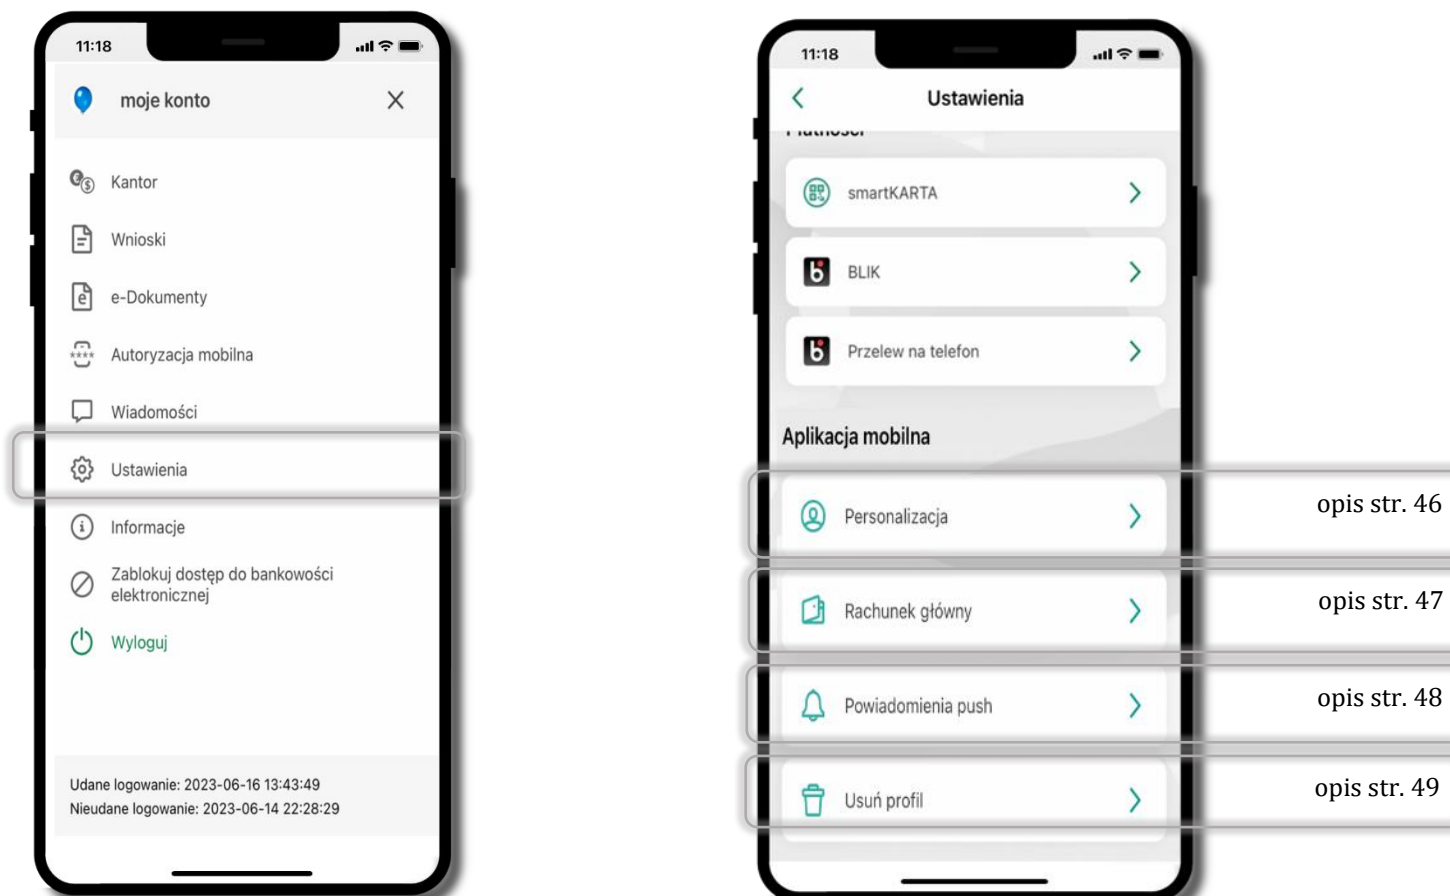 11:18
moje konto
Kantor
Wnioski
e-Dokumenty
Autoryzacja mobilna
Wiadomości
Ustawienia
Informacje
Zablokuj dostęp do bankowości
elektronicznej
Wyloguj
Udane logowanie: 2023-06-16 13:43:49
Nieudane logowanie: 2023-06-14 22:28:29
11:18
Ustawienia
Płatności
smartKARTA
BLIK
Przelew na telefon
Aplikacja mobilna
Personalizacja
opis str. 46
Rachunek główny
opis str. 47
Powiadomienia push
opis str. 48
Usuń profil
opis str. 49